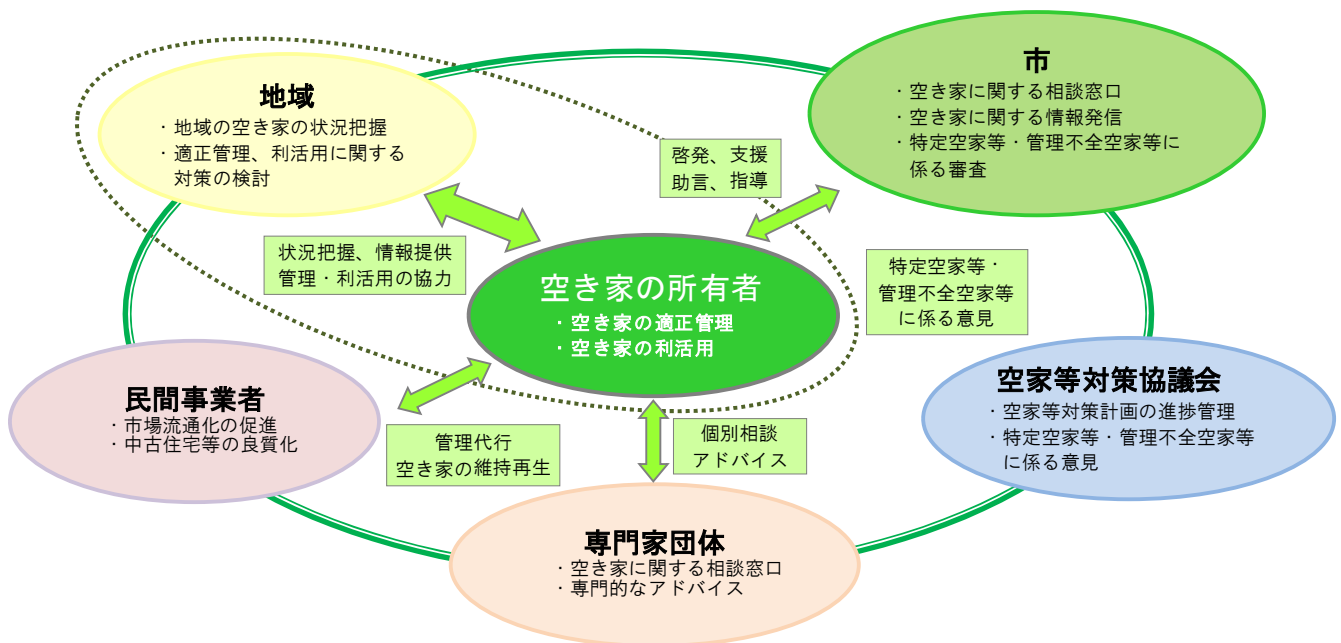 地域
・地域の空き家の状況把握
・適正管理、利活用に関する
対策の検討
市
・空き家に関する相談窓口
・空き家に関する情報発信
・特定空家等・管理不全空家等に
係る審査
啓発、支援
助言、指導
状況把握、情報提供
管理・利活用の協力
空き家の所有者
・空き家の適正管理
・空き家の利活用
特定空家等・
管理不全空家等
に係る意見
民間事業者
・市場流通化の促進
・中古住宅等の良質化
空家等対策協議会
・空家等対策計画の進捗管理
・特定空家等・管理不全空家等
に係る意見
管理代行
空き家の維持再生
個別相談
アドバイス
専門家団体
・空き家に関する相談窓口
・専門的なアドバイス